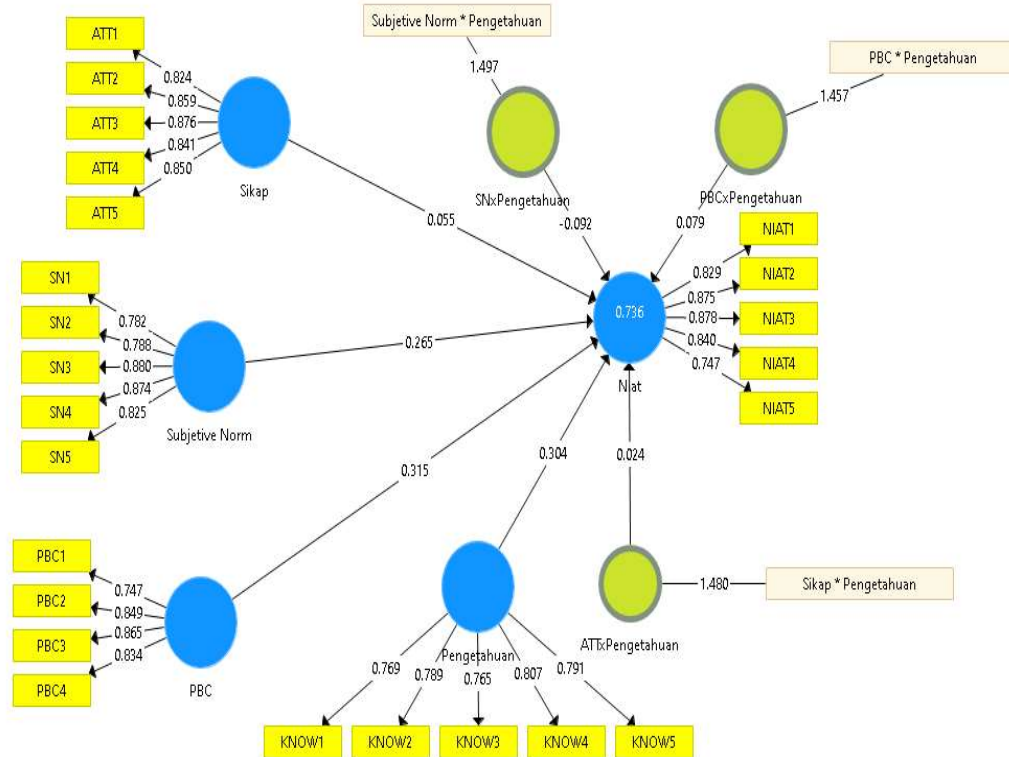 Subjetive Norm * Pengetahuan
PBC * Pengetahuan
1.497
1.457
ATT1
ATT2
ATT3
ATT4
ATT5
0.824
0.859
0.876
0.841
0.850
Sikap
SNxPengetahuan
PBCxPengetahuan
0.055
-0.092
0.079
SN1
SN2
SN3
SN4
SN5
0.782
0.788
0.880
0.874
0.825
Subjetive Norm
0.265
0.736
Niat
0.829
0.875
0.878
0.840
0.747
NIAT1
NIAT2
NIAT3
NIAT4
NIAT5
0.315
0.304
0.024
PBC1
PBC2
PBC3
PBC4
0.747
0.849
0.865
0.834
PBC
Pengetahuan
ATTxPengetahuan
1.480
Sikap * Pengetahuan
0.769
0.789
0.765
0.807
0.791
KNOW1
KNOW2
KNOW3
KNOW4
KNOW5